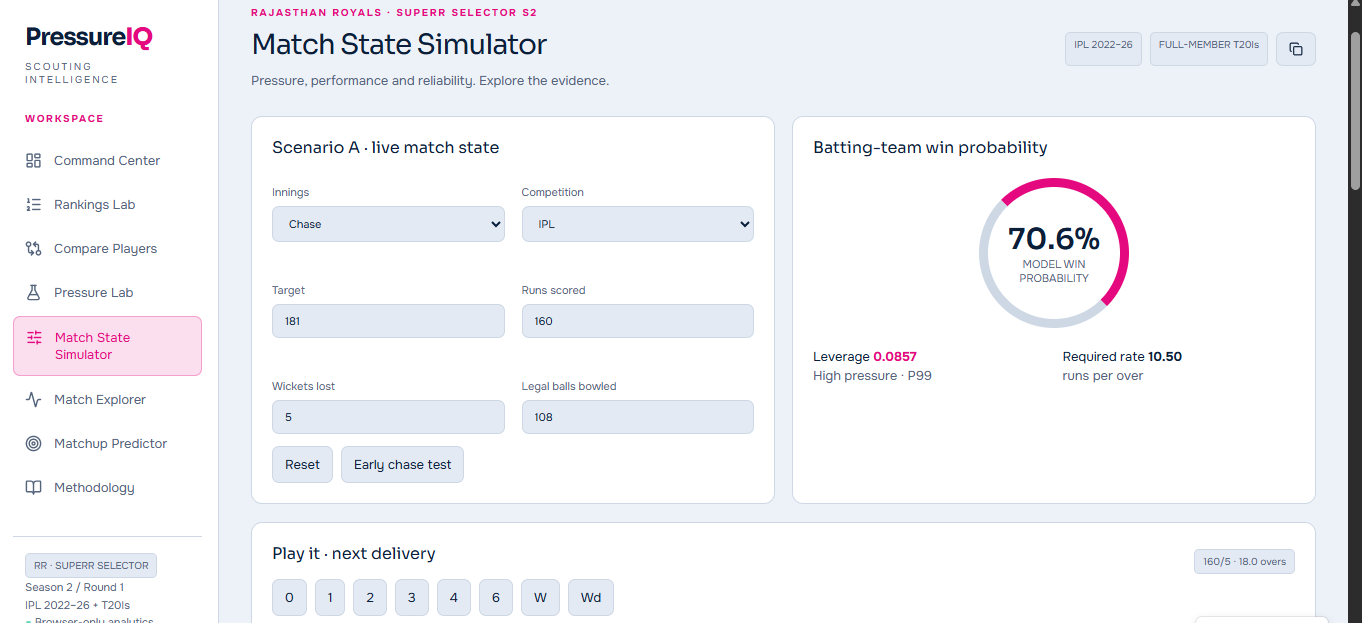 PressureIQ
SCOUTING
INTELLIGENCE
WORKSPACE
Command Center
Rankings Lab
Compare Players
Pressure Lab
Match State
Simulator
Match Explorer
Matchup Predictor
Methodology
RR · SUPERR SELECTOR
Season 2 / Round 1
IPL 2022–26 + T20Is
Browser-only analytics
RAJASTHAN ROYALS · SUPERR SELECTOR S2
Match State Simulator
Pressure, performance and reliability. Explore the evidence.
IPL 2022–26
FULL-MEMBER T20Is
Scenario A · live match state
Innings
Competition
Chase
IPL
Target
Runs scored
181
160
Wickets lost
Legal balls bowled
5
108
Reset
Early chase test
Batting-team win probability
70.6%
MODEL WIN
PROBABILITY
Leverage 0.0857
High pressure · P99
Required rate 10.50
runs per over
Play it · next delivery
160/5 · 18.0 overs
0 1 2 3 4 6 W Wd